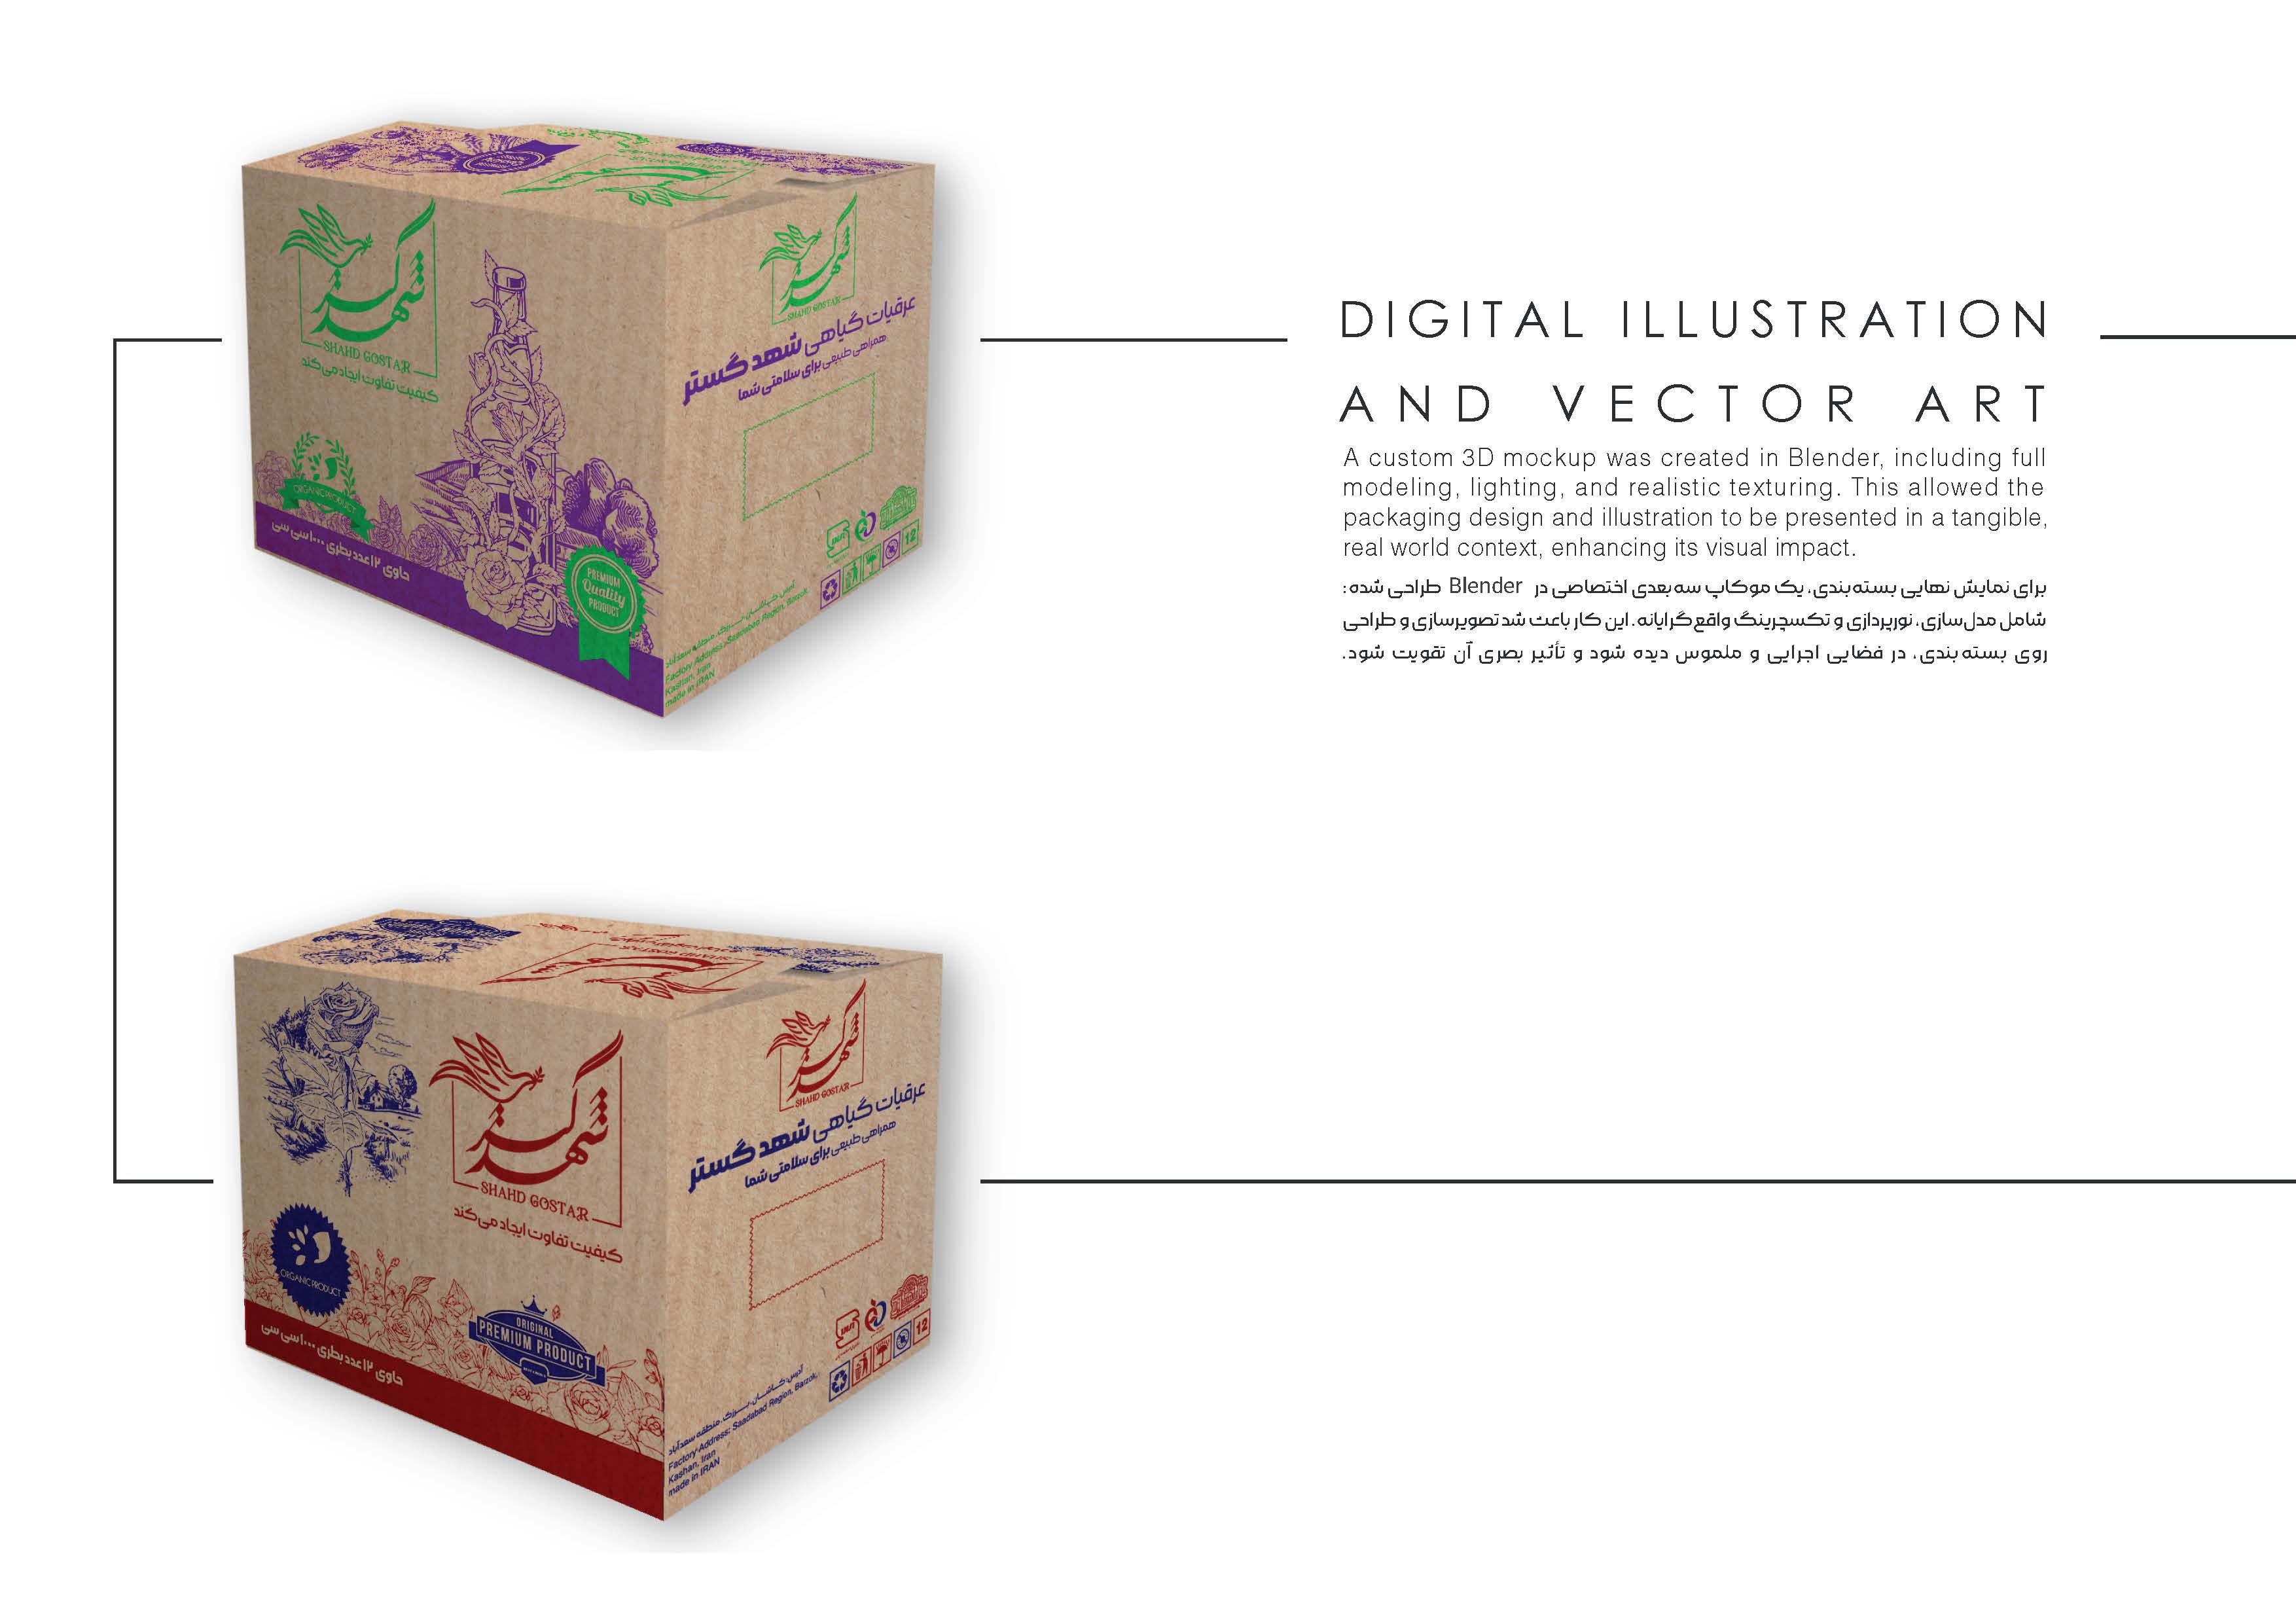 شهد گستر
SHAHD GOSTAR
کیفیت تفاوت ایجاد می‌کند
ORGANIC PRODUCT
حاوی ۱۲ عدد بطری ۱۰۰۰ سی سی
PREMIUM
Quality
PRODUCT
شهد گستر
SHAHD GOSTAR
عرقیات گیاهی شهد گستر
همراهی طبیعی برای سلامتی شما
12
Factory Address: Saadabad Region, Barzok,
Kashan, Iran
made in IRAN
DIGITAL ILLUSTRATION
AND VECTOR ART
A custom 3D mockup was created in Blender, including full
modeling, lighting, and realistic texturing. This allowed the
packaging design and illustration to be presented in a tangible,
real world context, enhancing its visual impact.
برای نمایش نهایی بسته‌بندی، یک موکاپ سه‌بعدی اختصاصی در Blender طراحی شده:
شامل مدل‌سازی، نورپردازی و تکسچرینگ واقع‌گرایانه. این کار باعث شد تصویرسازی و طراحی
روی بسته‌بندی، در فضایی اجرایی و ملموس دیده شود و تأثیر بصری آن تقویت شود.
شهد گستر
SHAHD GOSTAR
کیفیت تفاوت ایجاد می‌کند
ORGANIC PRODUCT
ORIGINAL
PREMIUM PRODUCT
حاوی ۱۲ عدد بطری ۱۰۰۰ سی سی
شهد گستر
SHAHD GOSTAR
عرقیات گیاهی شهد گستر
همراهی طبیعی برای سلامتی شما
12
آدرس: کاشان، برزک، منطقه سعدآباد
Factory Address: Saadabad Region, Barzok,
Kashan, Iran
made in IRAN